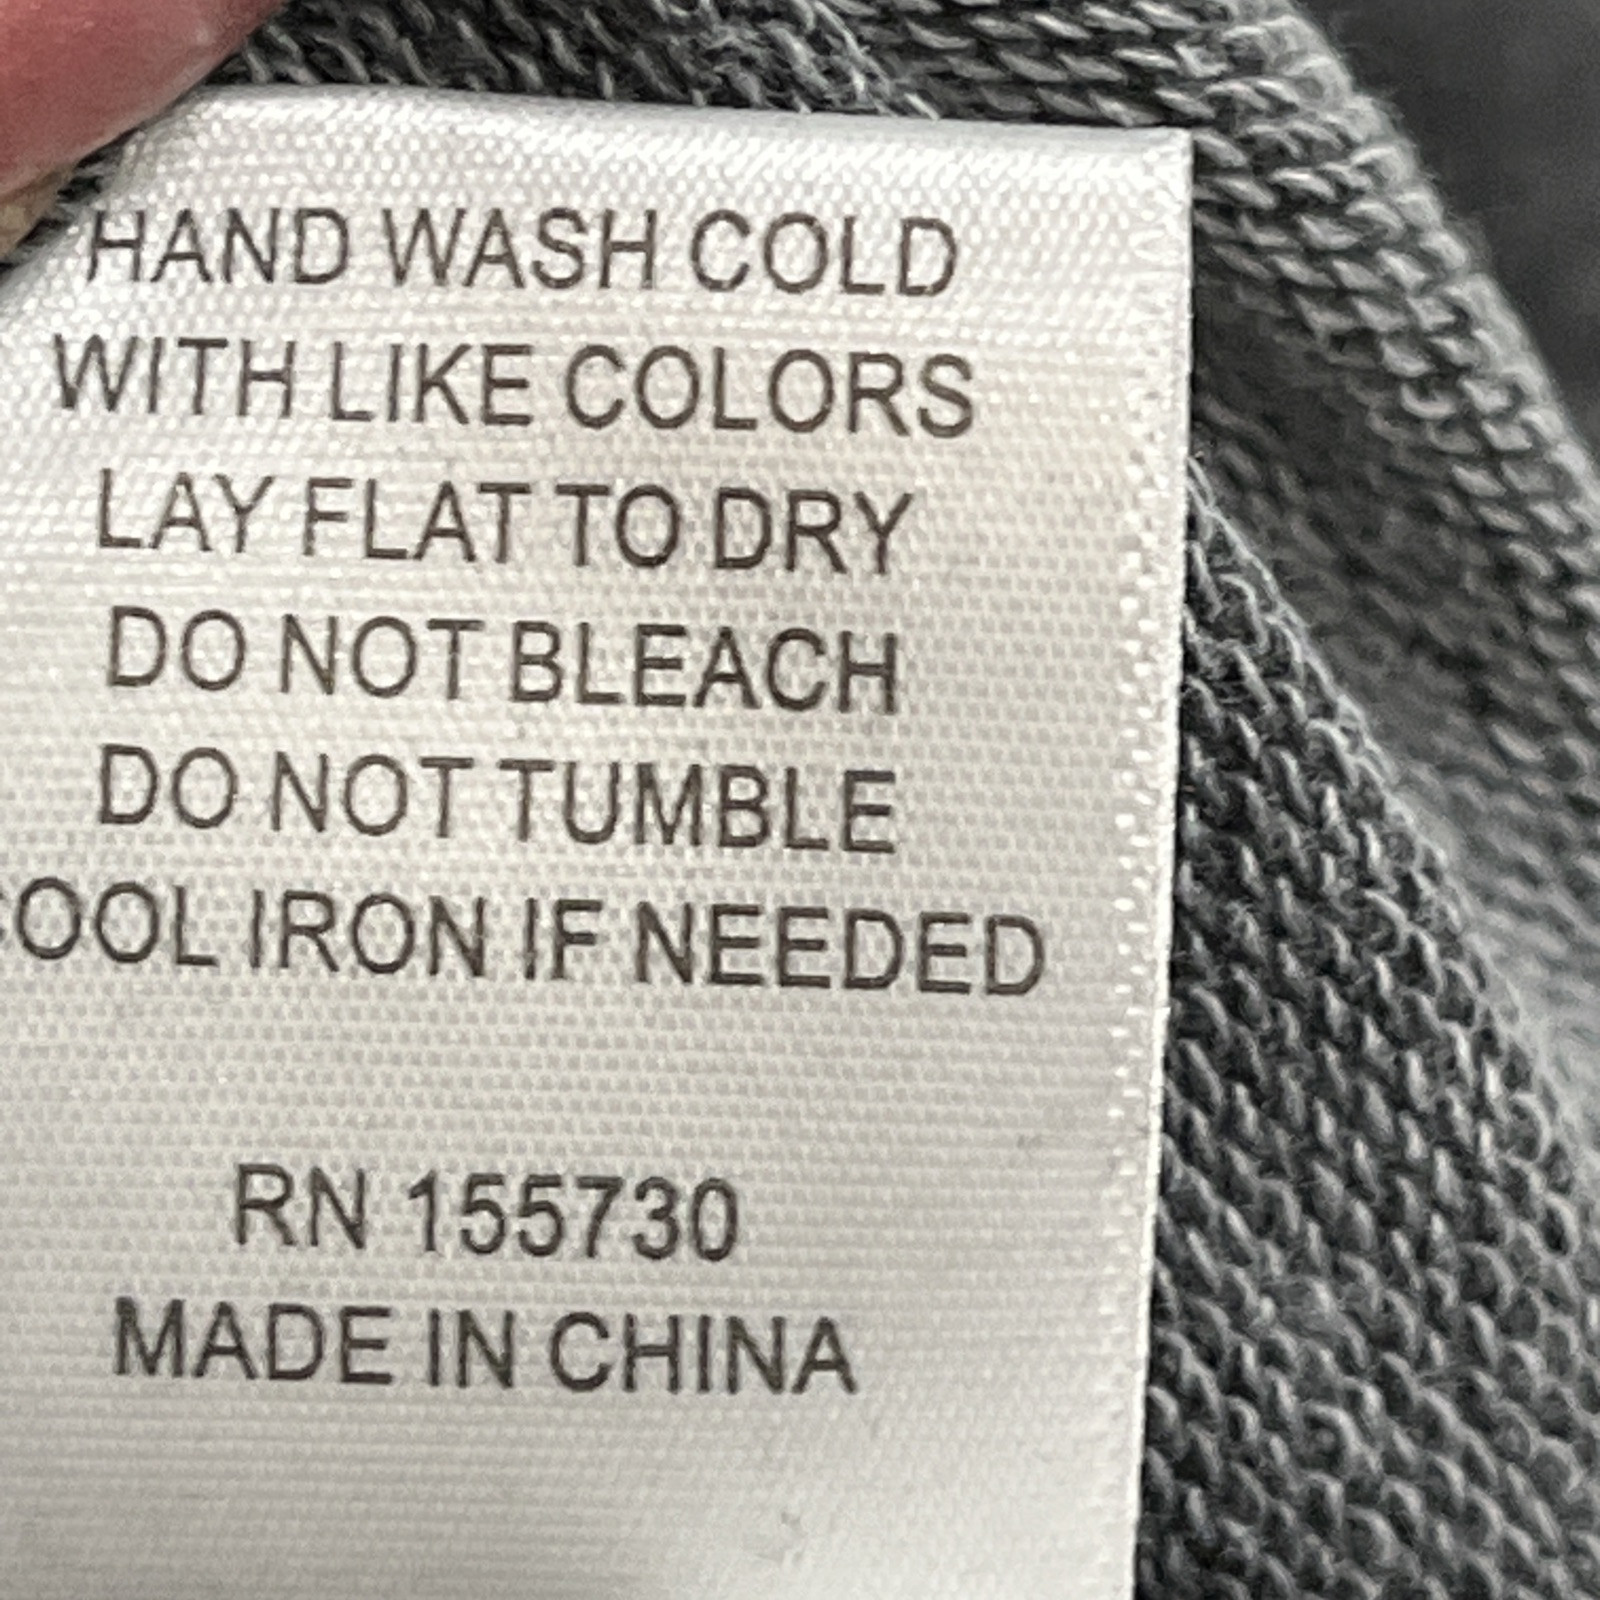 HAND WASH COLD
WITH LIKE COLORS
LAY FLAT TO DRY
DO NOT BLEACH
DO NOT TUMBLE
COOL IRON IF NEEDED
RN 155730
MADE IN CHINA